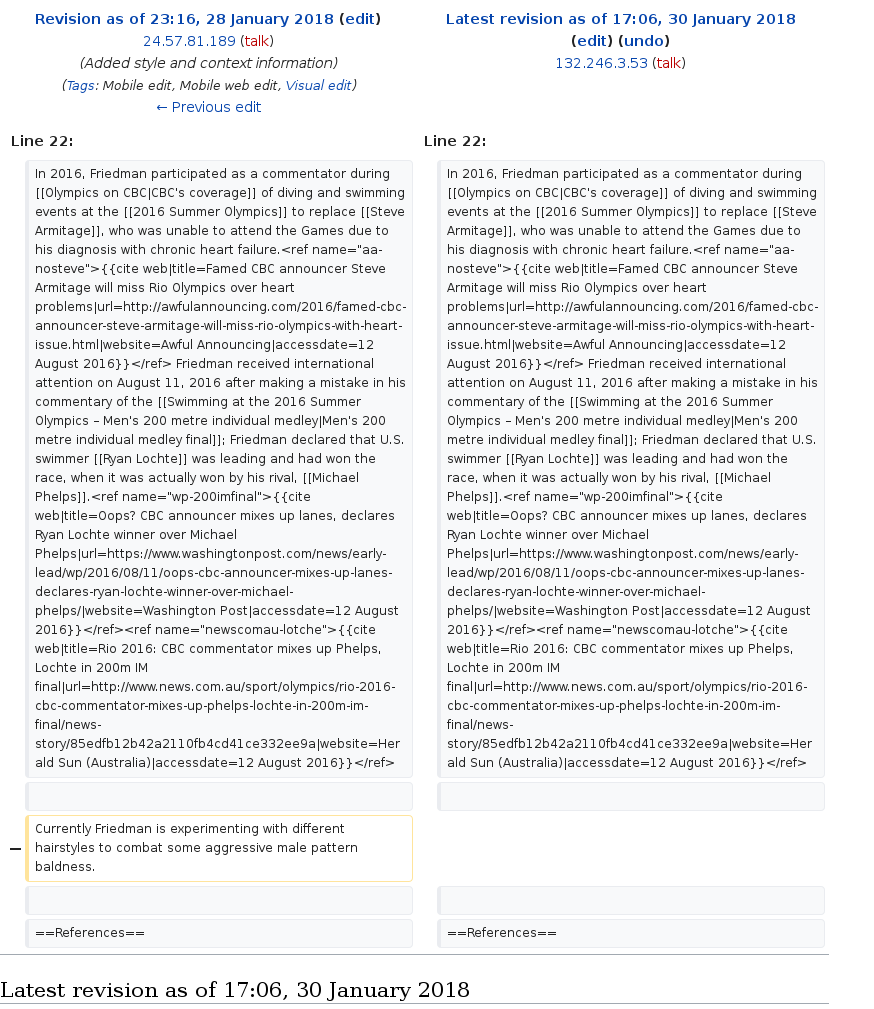 Revision as of 23:16, 28 January 2018 (edit)
24.57.81.189 (talk)
(Added style and context information)
(Tags: Mobile edit, Mobile web edit, Visual edit)
← Previous edit
Latest revision as of 17:06, 30 January 2018
(edit) (undo)
132.246.3.53 (talk)
Line 22:
Line 22:
In 2016, Friedman participated as a commentator during
[[Olympics on CBC|CBC's coverage]] of diving and swimming
events at the [[2016 Summer Olympics]] to replace [[Steve
Armitage]], who was unable to attend the Games due to
his diagnosis with chronic heart failure.<ref name="aa-
nosteve">{{cite web|title=Famed CBC announcer Steve
Armitage will miss Rio Olympics over heart
problems|url=http://awfulannouncing.com/2016/famed-cbc-
announcer-steve-armitage-will-miss-rio-olympics-with-heart-
issue.html|website=Awful Announcing|accessdate=12
August 2016}}</ref> Friedman received international
attention on August 11, 2016 after making a mistake in his
commentary of the [[Swimming at the 2016 Summer
Olympics – Men's 200 metre individual medley|Men's 200
metre individual medley final]]; Friedman declared that U.S.
swimmer [[Ryan Lochte]] was leading and had won the
race, when it was actually won by his rival, [[Michael
Phelps]].<ref name="wp-200imfinal">{{cite
web|title=Oops? CBC announcer mixes up lanes, declares
Ryan Lochte winner over Michael
Phelps|url=https://www.washingtonpost.com/news/early-
lead/wp/2016/08/11/oops-cbc-announcer-mixes-up-lanes-
declares-ryan-lochte-winner-over-michael-
phelps/|website=Washington Post|accessdate=12 August
2016}}</ref><ref name="newscomau-lotche">{{cite
web|title=Rio 2016: CBC commentator mixes up Phelps,
Lochte in 200m IM
final|url=http://www.news.com.au/sport/olympics/rio-2016-
cbc-commentator-mixes-up-phelps-lochte-in-200m-im-
final/news-
story/85edfb12b42a2110fb4cd41ce332ee9a|website=Her
ald Sun (Australia)|accessdate=12 August 2016}}</ref>
In 2016, Friedman participated as a commentator during
[[Olympics on CBC|CBC's coverage]] of diving and swimming
events at the [[2016 Summer Olympics]] to replace [[Steve
Armitage]], who was unable to attend the Games due to
his diagnosis with chronic heart failure.<ref name="aa-
nosteve">{{cite web|title=Famed CBC announcer Steve
Armitage will miss Rio Olympics over heart
problems|url=http://awfulannouncing.com/2016/famed-cbc-
announcer-steve-armitage-will-miss-rio-olympics-with-heart-
issue.html|website=Awful Announcing|accessdate=12
August 2016}}</ref> Friedman received international
attention on August 11, 2016 after making a mistake in his
commentary of the [[Swimming at the 2016 Summer
Olympics – Men's 200 metre individual medley|Men's 200
metre individual medley final]]; Friedman declared that U.S.
swimmer [[Ryan Lochte]] was leading and had won the
race, when it was actually won by his rival, [[Michael
Phelps]].<ref name="wp-200imfinal">{{cite
web|title=Oops? CBC announcer mixes up lanes, declares
Ryan Lochte winner over Michael
Phelps|url=https://www.washingtonpost.com/news/early-
lead/wp/2016/08/11/oops-cbc-announcer-mixes-up-lanes-
declares-ryan-lochte-winner-over-michael-
phelps/|website=Washington Post|accessdate=12 August
2016}}</ref><ref name="newscomau-lotche">{{cite
web|title=Rio 2016: CBC commentator mixes up Phelps,
Lochte in 200m IM
final|url=http://www.news.com.au/sport/olympics/rio-2016-
cbc-commentator-mixes-up-phelps-lochte-in-200m-im-
final/news-
story/85edfb12b42a2110fb4cd41ce332ee9a|website=Her
ald Sun (Australia)|accessdate=12 August 2016}}</ref>
− Currently Friedman is experimenting with different
hairstyles to combat some aggressive male pattern
baldness.
==References==
==References==
Latest revision as of 17:06, 30 January 2018